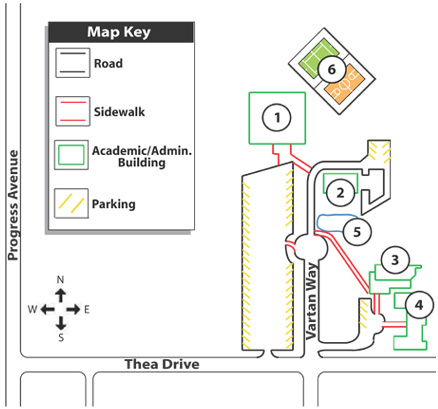 Map Key
Road
Sidewalk
Academic/Admin.
Building
Parking
Progress Avenue
6
1
2
5
3
4
Vartan Way
N
W E
S
Thea Drive